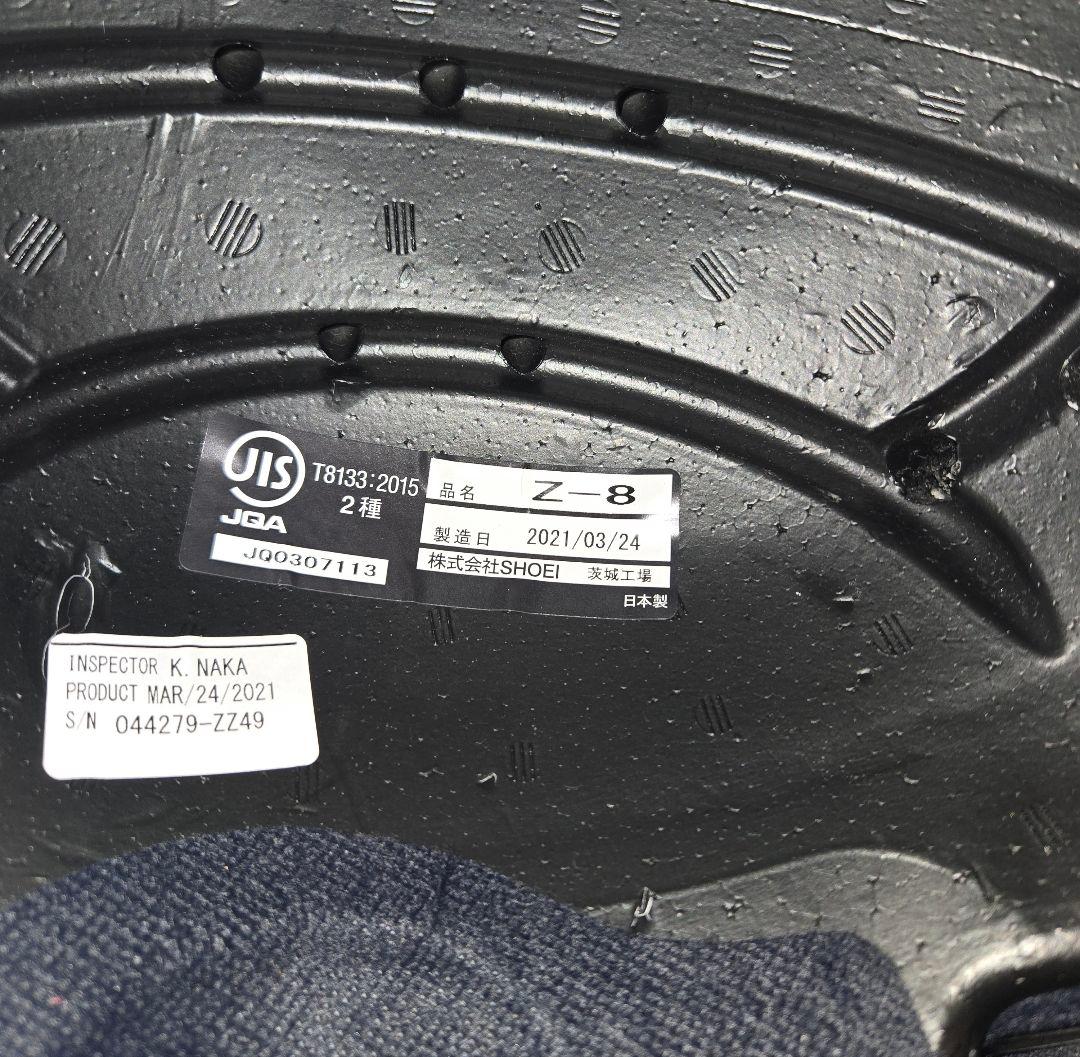 JIS
T8133:2015
2種
JQA
JQ0307113
品名 Z-8
製造日 2021/03/24
株式会社SHOEI 茨城工場
日本製
INSPECTOR K. NAKA
PRODUCT MAR/24/2021
S/N 044279-ZZ49